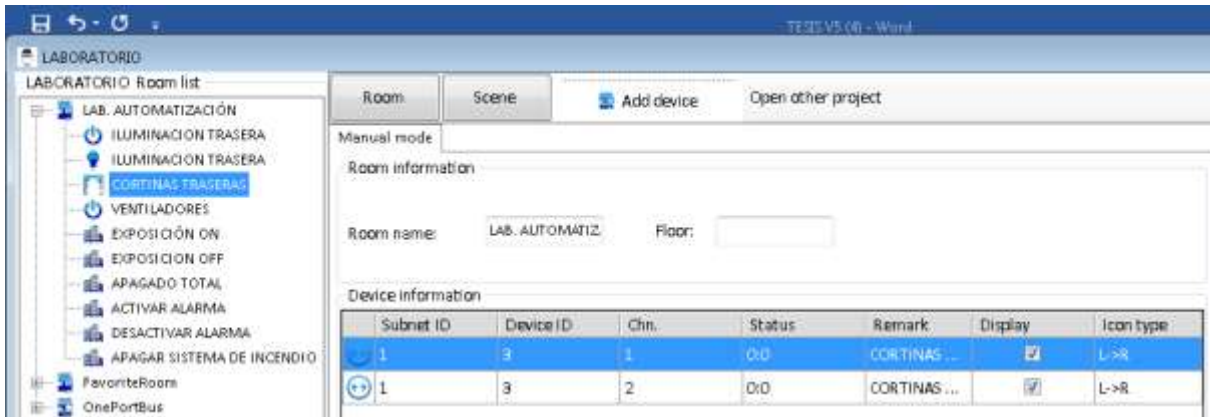 TESIS V5 (4) - Word
LABORATORIO
LABORATORIO Room list
LAB. AUTOMATIZACIÓN
ILUMINACION TRASERA
ILUMINACION TRASERA
CORTINAS TRASERAS
VENTILADORES
EXPOSICIÓN ON
EXPOSICION OFF
APAGADO TOTAL
ACTIVAR ALARMA
DESACTIVAR ALARMA
APAGAR SISTEMA DE INCENDIO
FavoriteRoom
OnePortBus
Room Scene Add device Open other project
Manual mode
Room information
Room name: LAB. AUTOMATIZ. Floor:
Device information
Subnet ID Device ID Chn. Status Remark Display Icon type
1 3 1 0:0 CORTINAS ... L->R
1 3 2 0:0 CORTINAS ... L->R